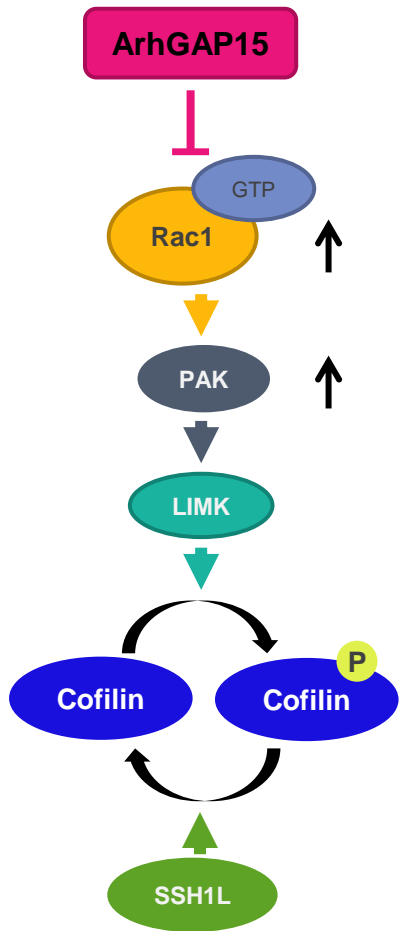 ArhGAP15
GTP
Rac1
PAK
LIMK
P
Cofilin
Cofilin
SSH1L